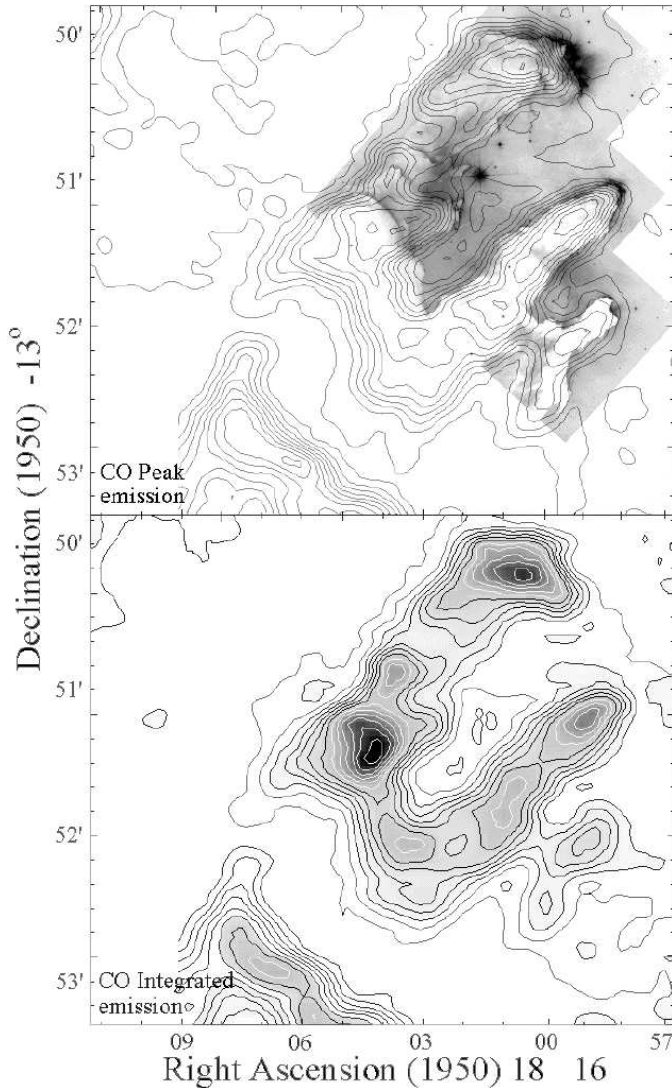 50'
51'
52'
53'
CO Peak
emission
50'
51'
52'
53'
CO Integrated
emission
Declination (1950) -13°
09 06 03 00 57
Right Ascension (1950) 18 16